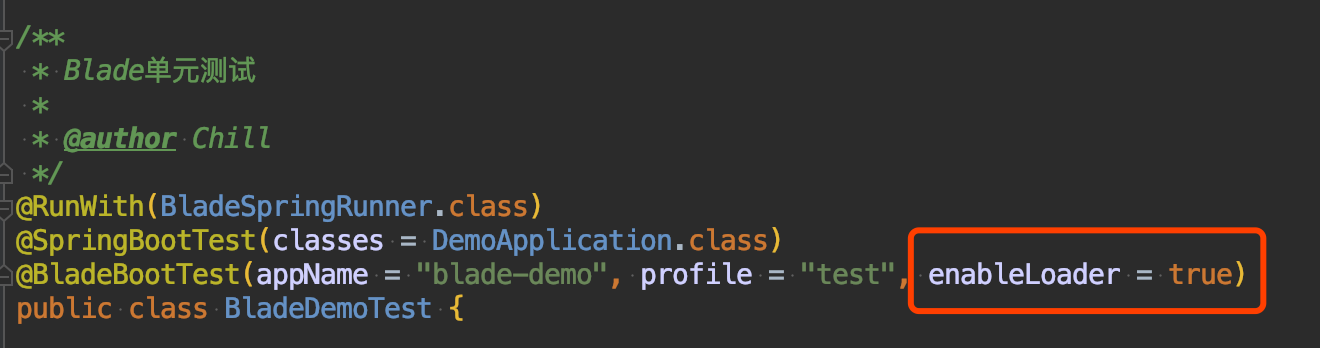 /**
 * Blade单元测试
 *
 * @author Chill
 */
@RunWith(BladeSpringRunner.class)
@SpringBootTest(classes = DemoApplication.class)
@BladeBootTest(appName = "blade-demo", profile = "test", enableLoader = true)
public class BladeDemoTest {